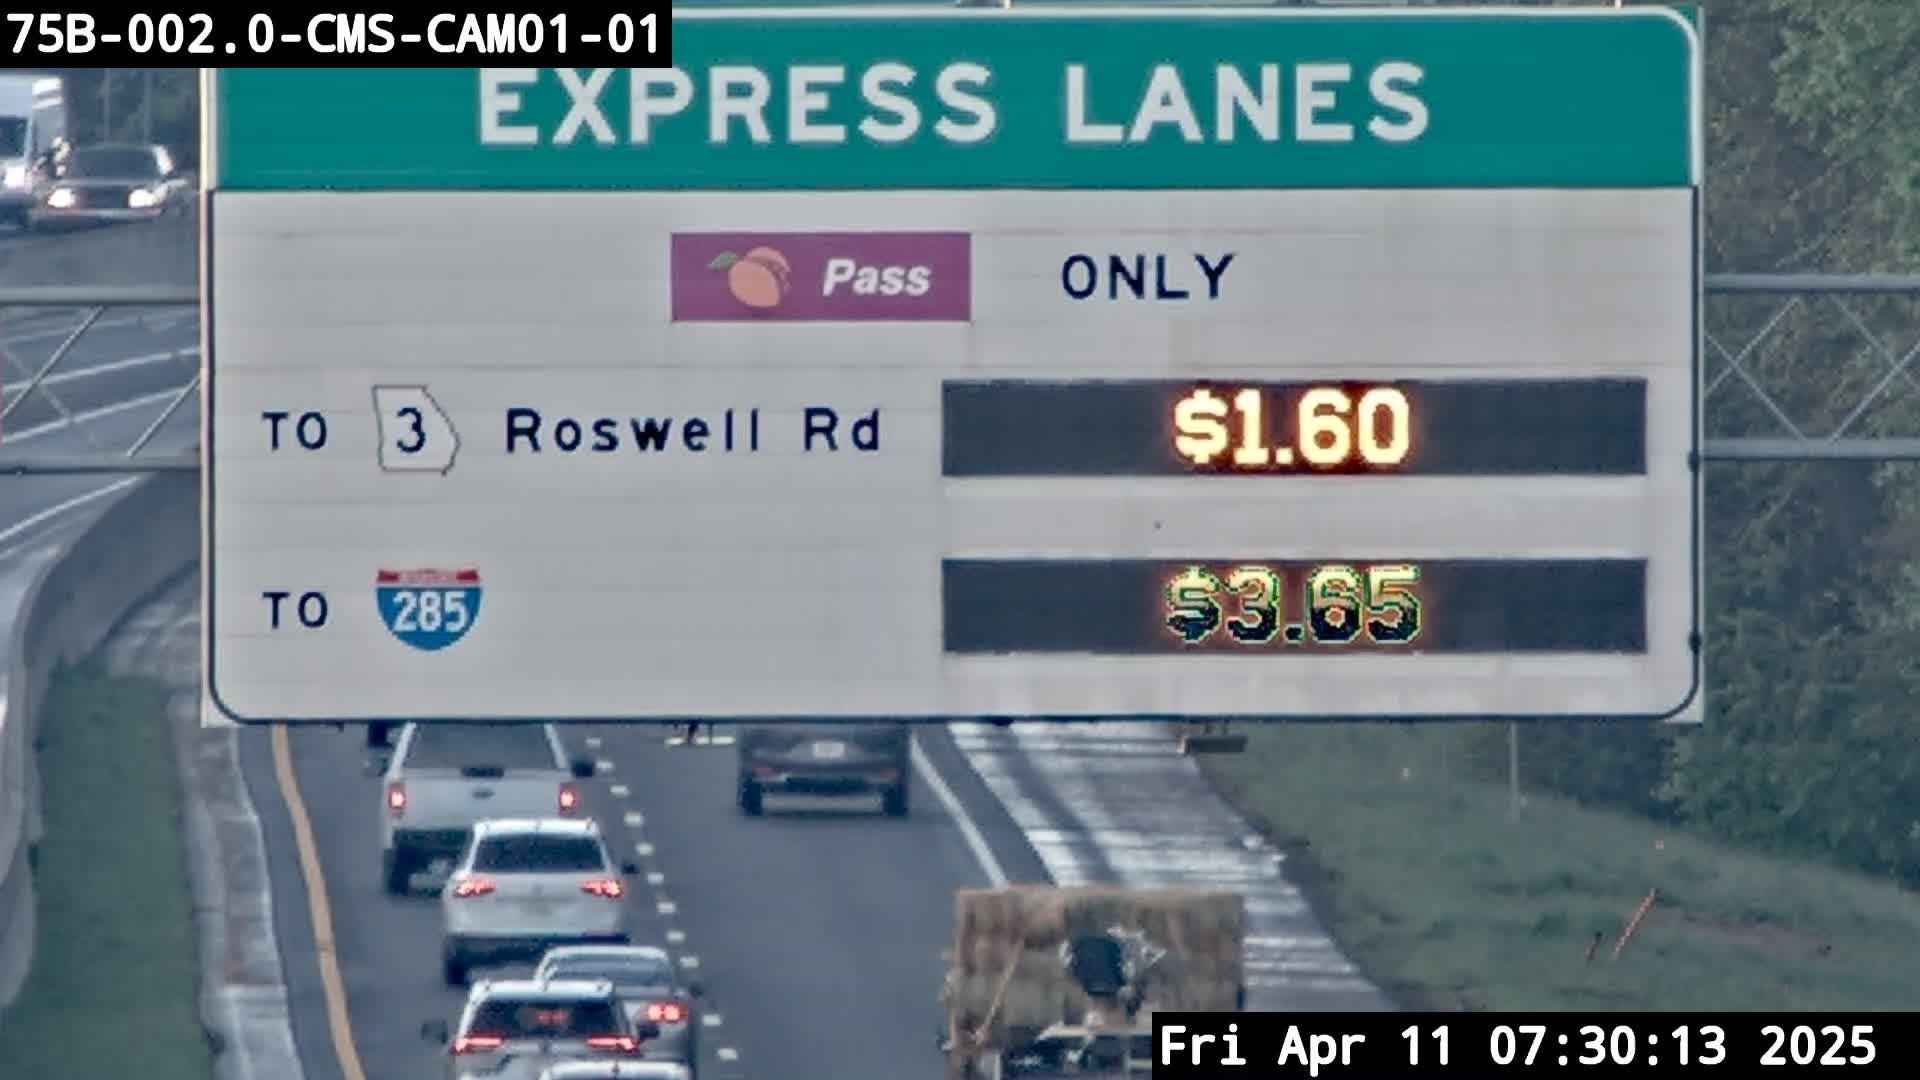 75B-002.0-CMS-CAM01-01
EXPRESS LANES
Pass ONLY
TO 3 Roswell Rd $1.60
TO 285 $3.65
Fri Apr 11 07:30:13 2025